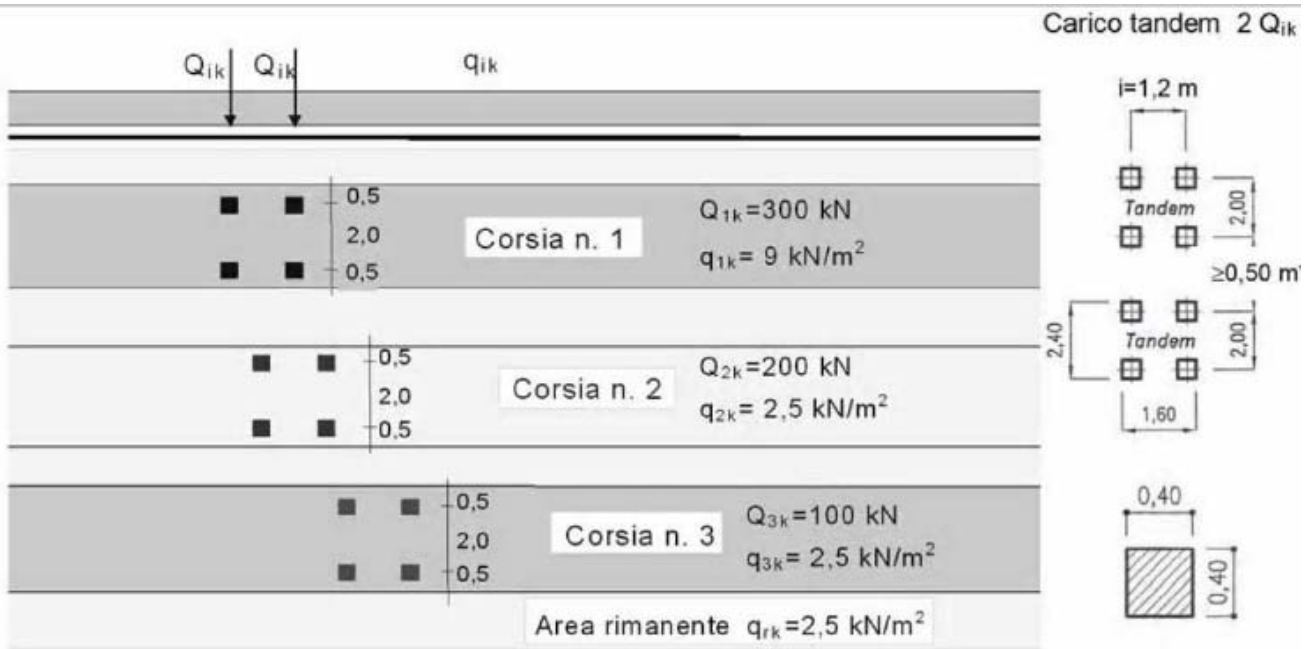 Carico tandem 2 Qik
Qik Qik qik
i=1,2 m
0,5
2,0
0,5
Corsia n. 1
Q1k=300 kN
q1k= 9 kN/m²
Tandem
2,00
≥0,50 m
0,5
2,0
0,5
Corsia n. 2
Q2k=200 kN
q2k= 2,5 kN/m²
2,40
Tandem
2,00
1,60
0,5
2,0
0,5
Corsia n. 3
Q3k=100 kN
q3k= 2,5 kN/m²
0,40
0,40
Area rimanente qrk=2,5 kN/m²